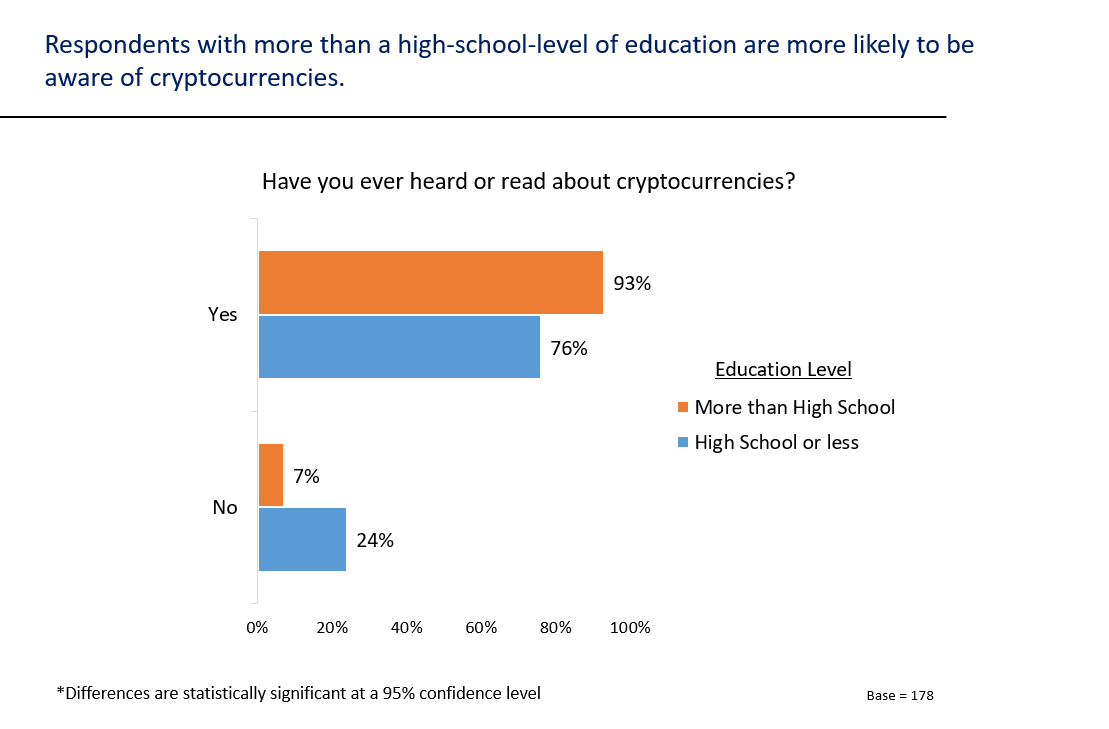 Respondents with more than a high-school-level of education are more likely to be
aware of cryptocurrencies.
Have you ever heard or read about cryptocurrencies?
Yes
93%
76%
No
7%
24%
0% 20% 40% 60% 80% 100%
Education Level
More than High School
High School or less
*Differences are statistically significant at a 95% confidence level
Base = 178